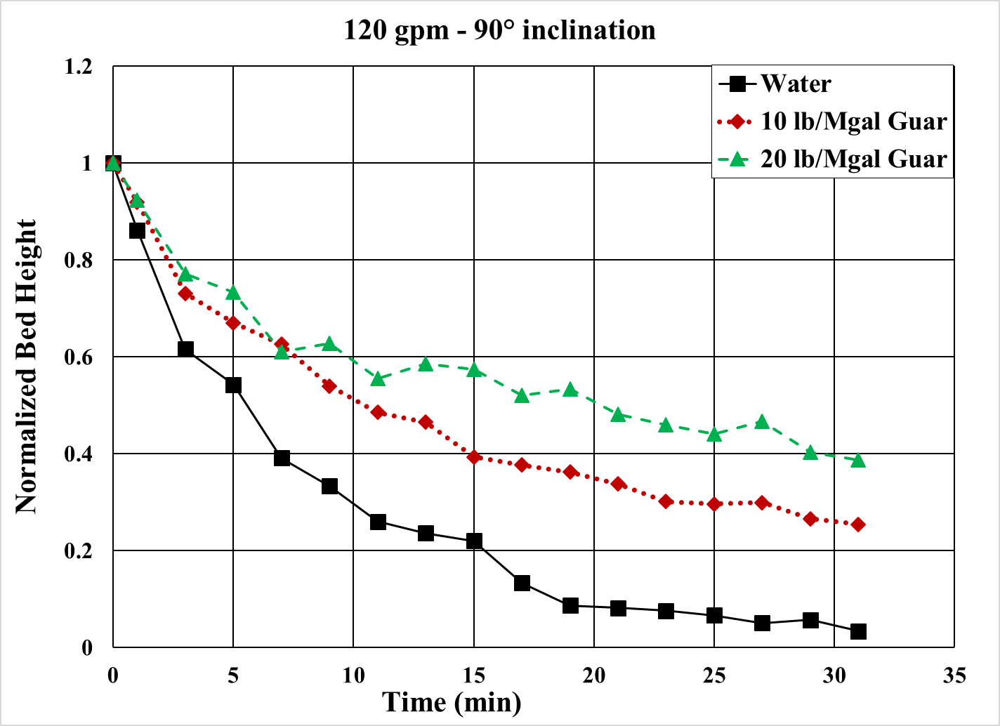 120 gpm - 90° inclination
Water
10 lb/Mgal Guar
20 lb/Mgal Guar
Normalized Bed Height
1.2
1
0.8
0.6
0.4
0.2
0
0 5 10 15 20 25 30 35
Time (min)